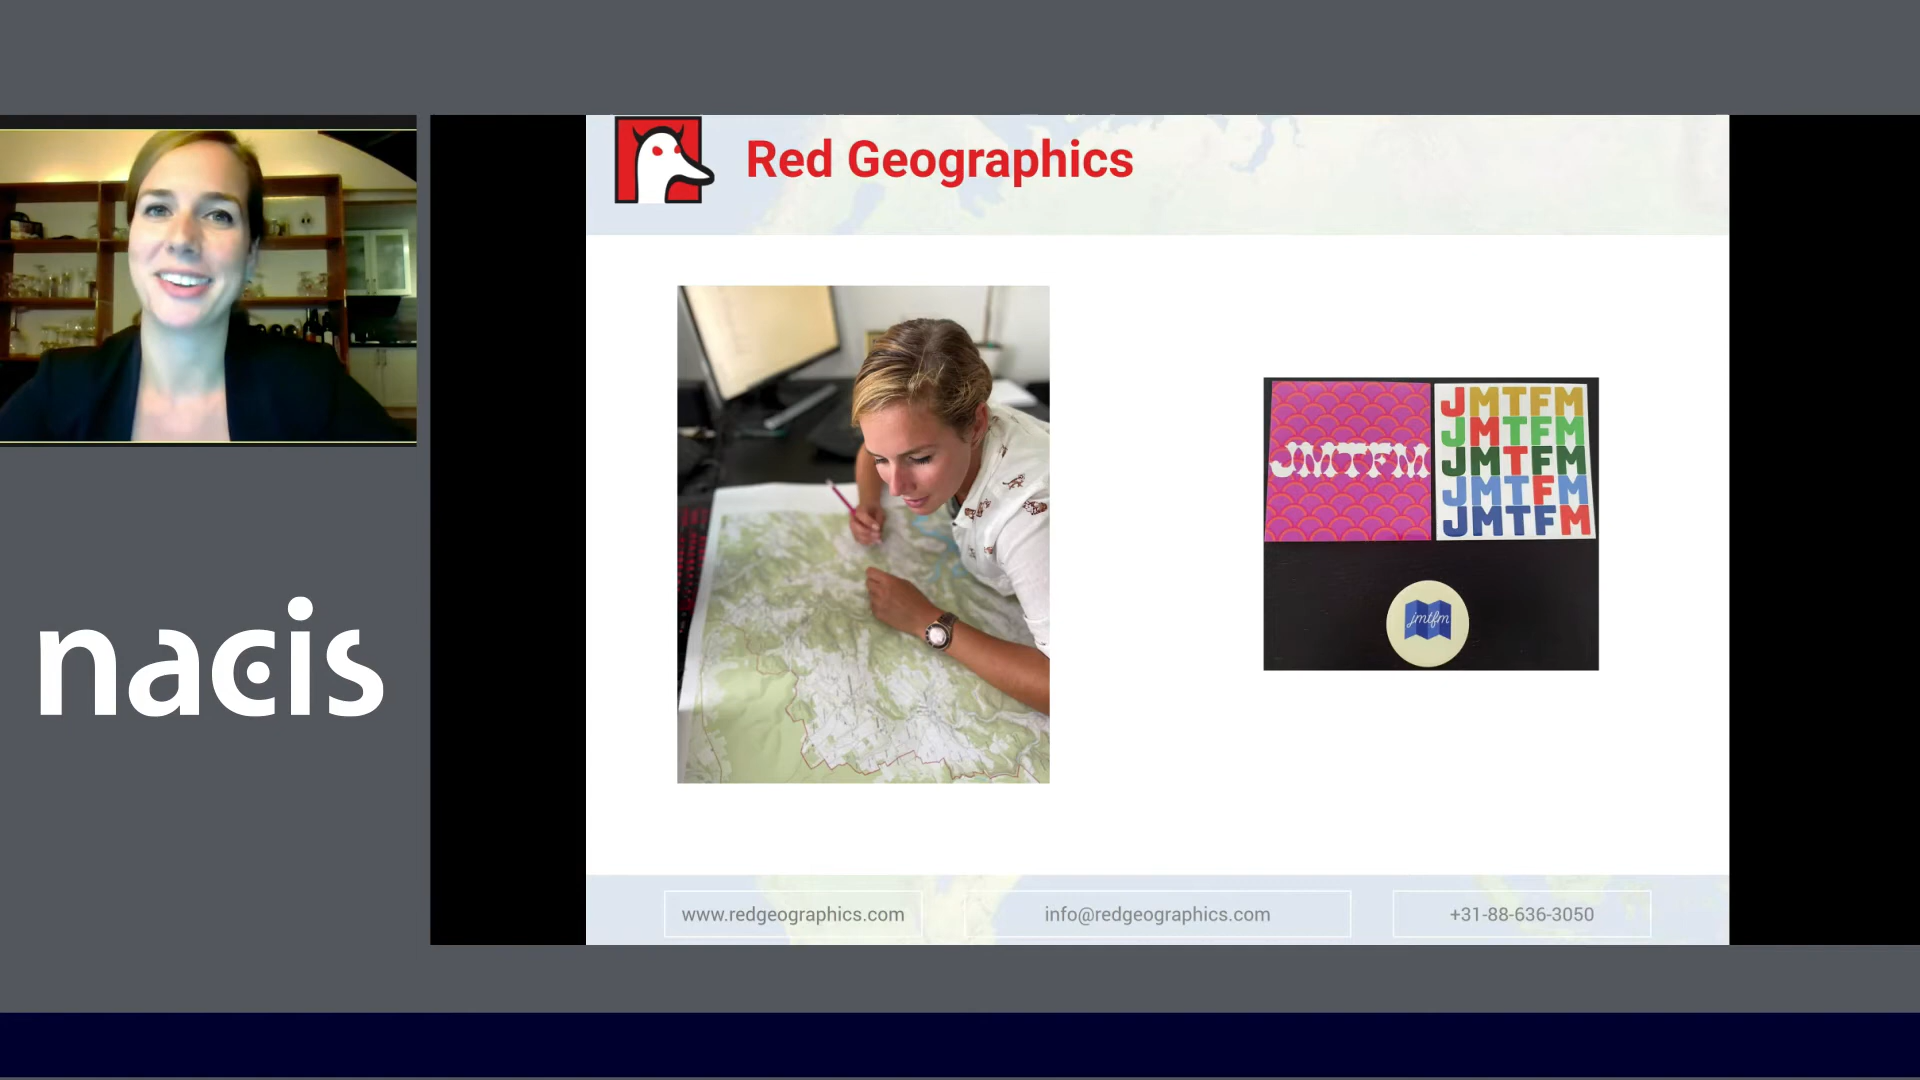 Red Geographics
JMTFM
JMTFM
JMTFM
JMTFM
JMTFM
JMTFM
jmtfm
nacis
www.redgeographics.com
info@redgeographics.com
+31-88-636-3050